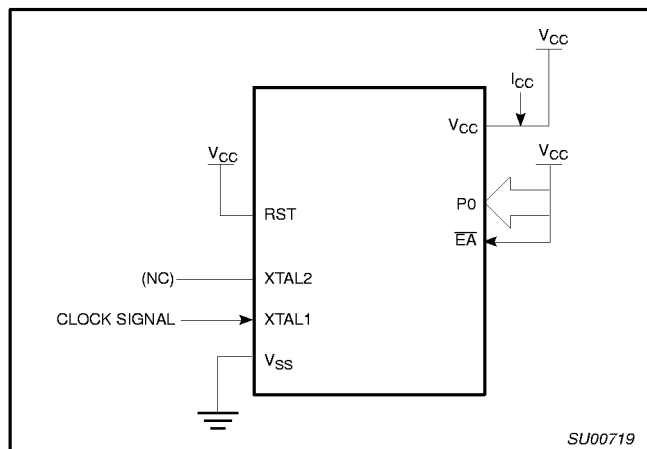 VCC
ICC
VCC
VCC
VCC
P0
RST
EA
(NC)
XTAL2
CLOCK SIGNAL
XTAL1
VSS
SU00719